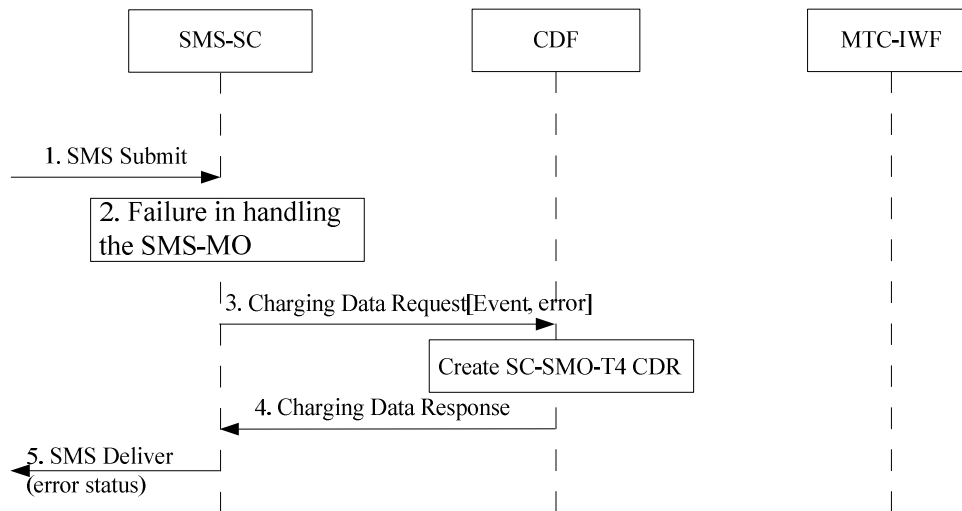 SMS-SC
CDF
MTC-IWF
1. SMS Submit
2. Failure in handling
the SMS-MO
3. Charging Data Request[Event, error]
Create SC-SMO-T4 CDR
4. Charging Data Response
5. SMS Deliver
(error status)